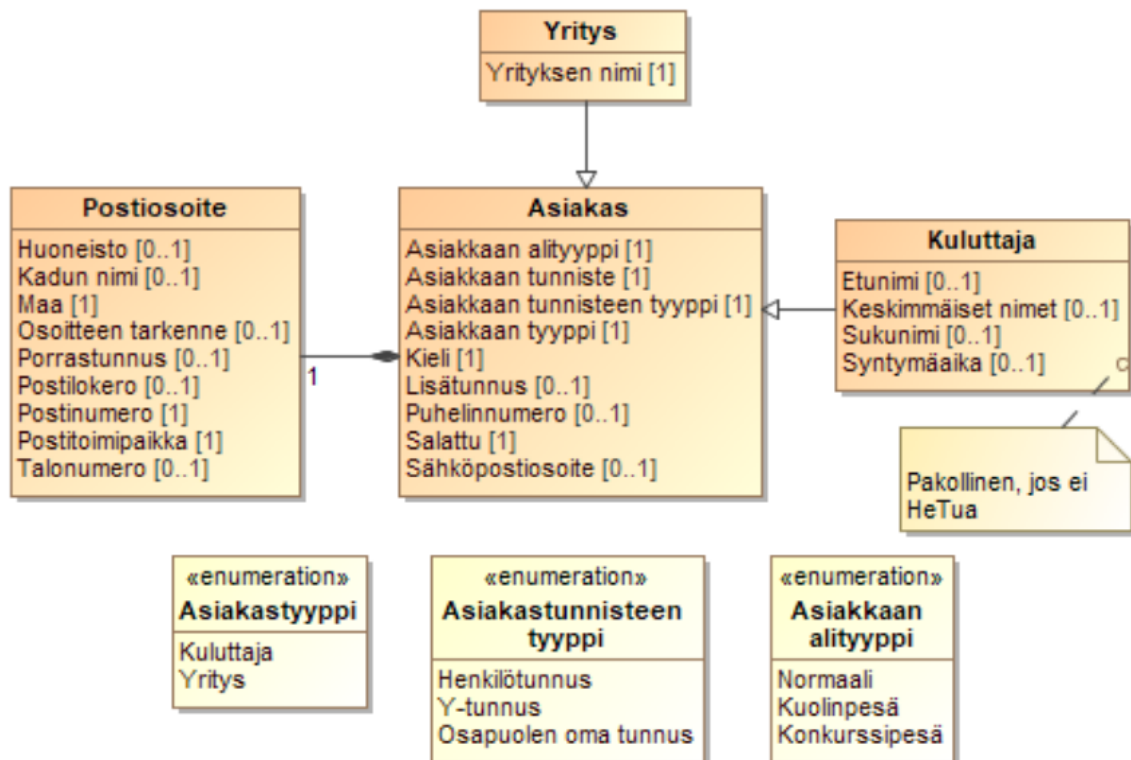 Yritys
Yrityksen nimi [1]
Postiosoite
Huoneisto [0..1]
Kadun nimi [0..1]
Maa [1]
Osoitteen tarkenne [0..1]
Porrastunnus [0..1]
Postilokero [0..1]
Postinumero [1]
Postitoimipaikka [1]
Talonumero [0..1]
1
Asiakas
Asiakkaan alityyppi [1]
Asiakkaan tunniste [1]
Asiakkaan tunnisteen tyyppi [1]
Asiakkaan tyyppi [1]
Kieli [1]
Lisätunnus [0..1]
Puhelinnumero [0..1]
Salattu [1]
Sähköpostiosoite [0..1]
Kuluttaja
Etunimi [0..1]
Keskimmäiset nimet [0..1]
Sukunimi [0..1]
Syntymäaika [0..1]
Pakollinen, jos ei
HeTua
«enumeration»
Asiakastyyppi
Kuluttaja
Yritys
«enumeration»
Asiakastunnisteen
tyyppi
Henkilötunnus
Y-tunnus
Osapuolen oma tunnus
«enumeration»
Asiakkaan
alityyppi
Normaali
Kuolinpesä
Konkurssipesä